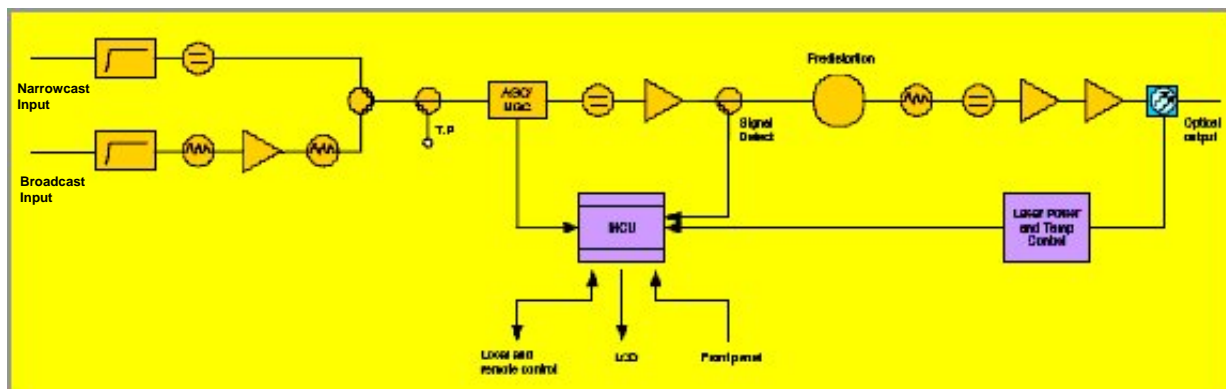 Narrowcast
Input
Broadcast
Input
T.P
AGC/
MGC
Signal
Detect
Predistortion
Optical
output
MCU
Laser Power
and Temp
Control
Local and
remote control
LCD
Front panel